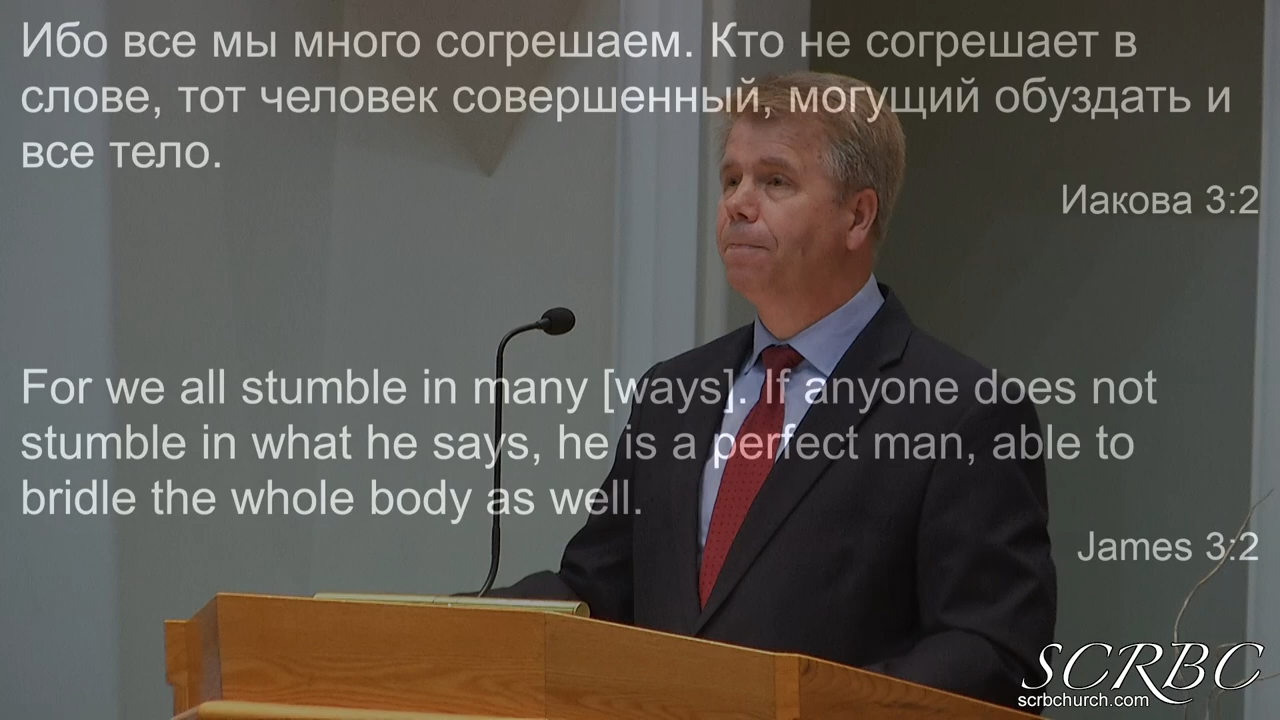 Ибо все мы много согрешаем. Кто не согрешает в
слове, тот человек совершенный, могущий обуздать и
все тело.
Иакова 3:2
For we all stumble in many [ways]. If anyone does not
stumble in what he says, he is a perfect man, able to
bridle the whole body as well.
James 3:2
SCRBC
scrbchurch.com